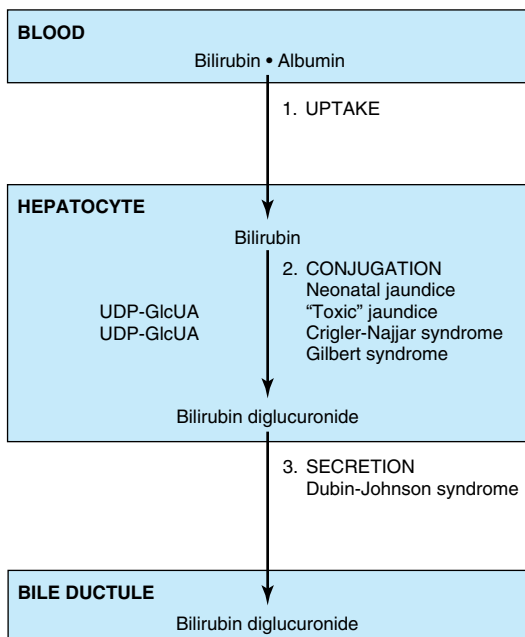 BLOOD
Bilirubin • Albumin
1. UPTAKE
HEPATOCYTE
Bilirubin
2. CONJUGATION
Neonatal jaundice
“Toxic” jaundice
Crigler-Najjar syndrome
Gilbert syndrome
UDP-GlcUA
UDP-GlcUA
Bilirubin diglucuronide
3. SECRETION
Dubin-Johnson syndrome
BILE DUCTULE
Bilirubin diglucuronide